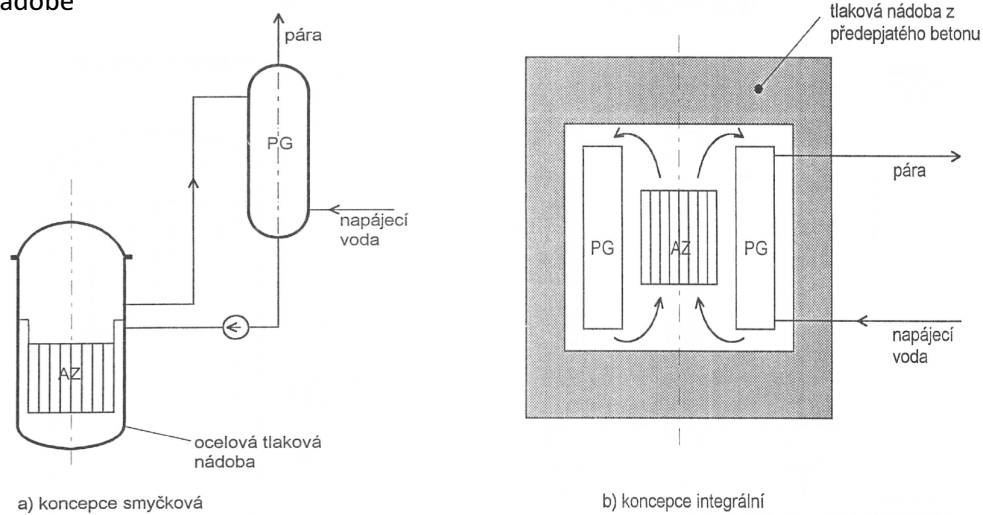 nádobě
pára
PG
napájecí
voda
AZ
ocelová tlaková
nádoba
a) koncepce smyčková
tlaková nádoba z
předepjatého betonu
PG
AZ
PG
pára
napájecí
voda
b) koncepce integrální